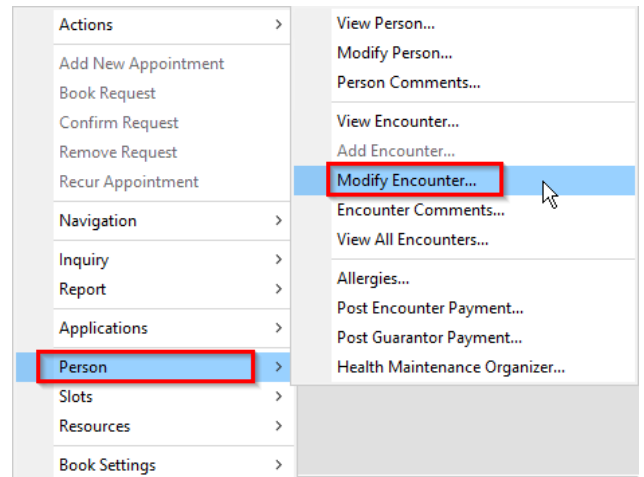 Actions
Add New Appointment
Book Request
Confirm Request
Remove Request
Recur Appointment
Navigation
Inquiry
Report
Applications
Person
Slots
Resources
Book Settings
View Person...
Modify Person...
Person Comments...
View Encounter...
Add Encounter...
Modify Encounter...
Encounter Comments...
View All Encounters...
Allergies...
Post Encounter Payment...
Post Guarantor Payment...
Health Maintenance Organizer...